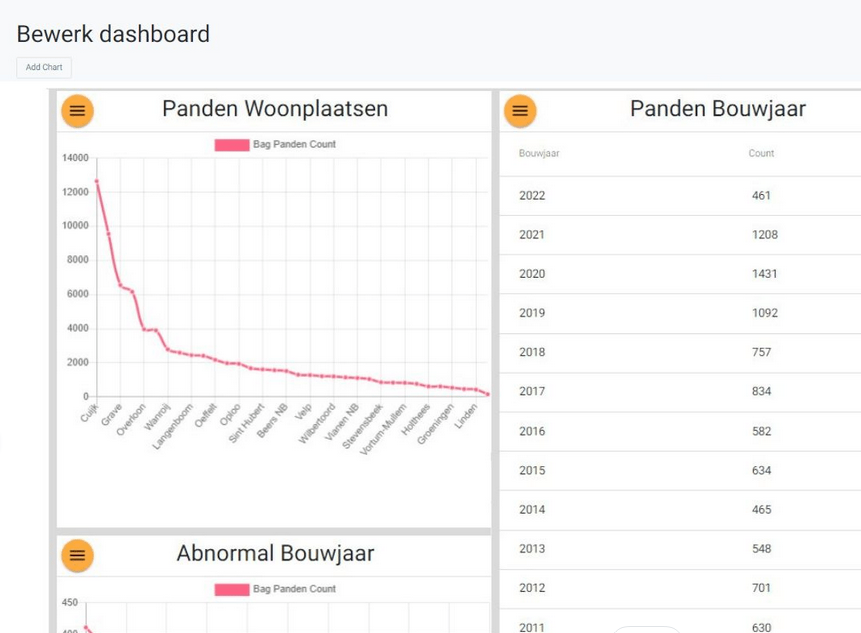 Bewerk dashboard
Add Chart
Panden Woonplaatsen
Bag Panden Count
14000
12000
10000
8000
6000
4000
2000
0
Cuijk
Grave
Overloon
Wanroij
Langenboom
Oeffelt
Oploo
Sint Hubert
Beers NB
Velp
Wilbertoord
Vianen NB
Stevensbeek
Vortum-Mullem
Holthees
Groeningen
Linden
Panden Bouwjaar
Bouwjaar Count
2022 461
2021 1208
2020 1431
2019 1092
2018 757
2017 834
2016 582
2015 634
2014 465
2013 548
2012 701
2011 630
Abnormal Bouwjaar
Bag Panden Count
450
400